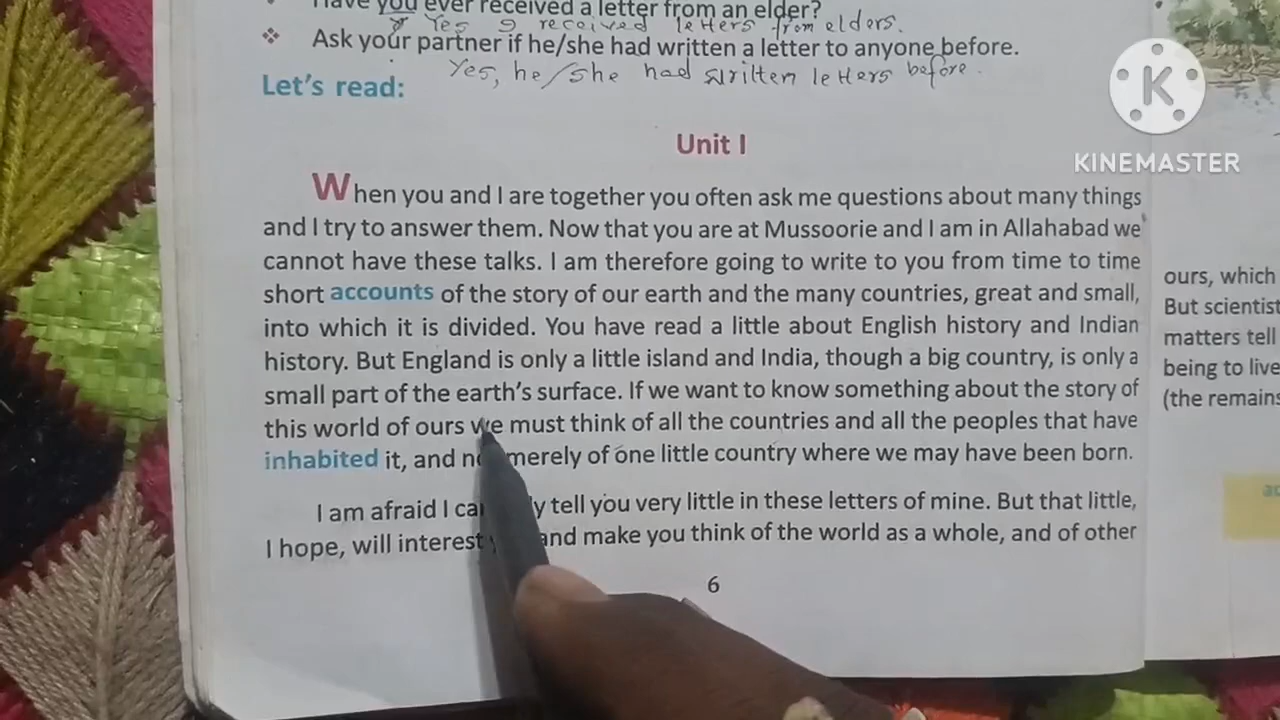 Have you ever received a letter from an elder?
Yes I received letters from elders.
❖ Ask your partner if he/she had written a letter to anyone before.
Yes, he/she had written letters before.
Let's read:
Unit I
When you and I are together you often ask me questions about many things
and I try to answer them. Now that you are at Mussoorie and I am in Allahabad we
cannot have these talks. I am therefore going to write to you from time to time
short accounts of the story of our earth and the many countries, great and small,
into which it is divided. You have read a little about English history and Indian
history. But England is only a little island and India, though a big country, is only a
small part of the earth's surface. If we want to know something about the story of
this world of ours we must think of all the countries and all the peoples that have
inhabited it, and merely of one little country where we may have been born.
I am afraid I tell you very little in these letters of mine. But that little,
I hope, will interest and make you think of the world as a whole, and of other
6
ours, which
But scientist
matters tell
being to live
(the remains
K
KINEMASTER